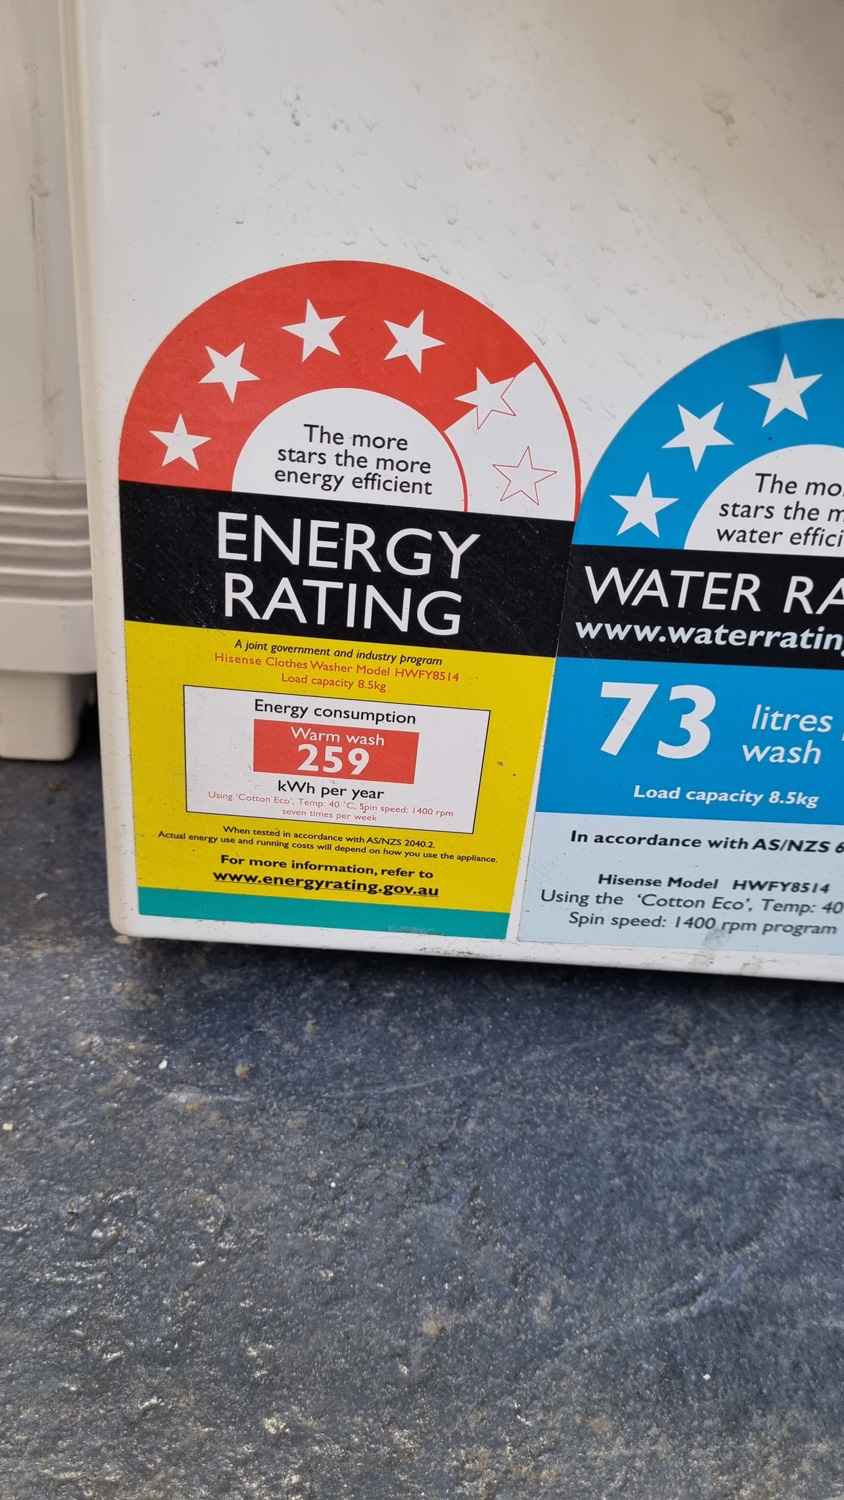 The more
stars the more
energy efficient
ENERGY
RATING
A joint government and industry program
Hisense Clothes Washer Model HWFY8514
Load capacity 8.5kg
Energy consumption
Warm wash
259
kWh per year
Using 'Cotton Eco', Temp: 40 °C, Spin speed: 1400 rpm
seven times per week
When tested in accordance with AS/NZS 2040.2.
Actual energy use and running costs will depend on how you use the appliance.
For more information, refer to
www.energyrating.gov.au
The mo
stars the m
water effici
WATER RA
www.waterrating
73 litres
wash
Load capacity 8.5kg
In accordance with AS/NZS 6
Hisense Model HWFY8514
Using the 'Cotton Eco', Temp: 40
Spin speed: 1400 rpm program